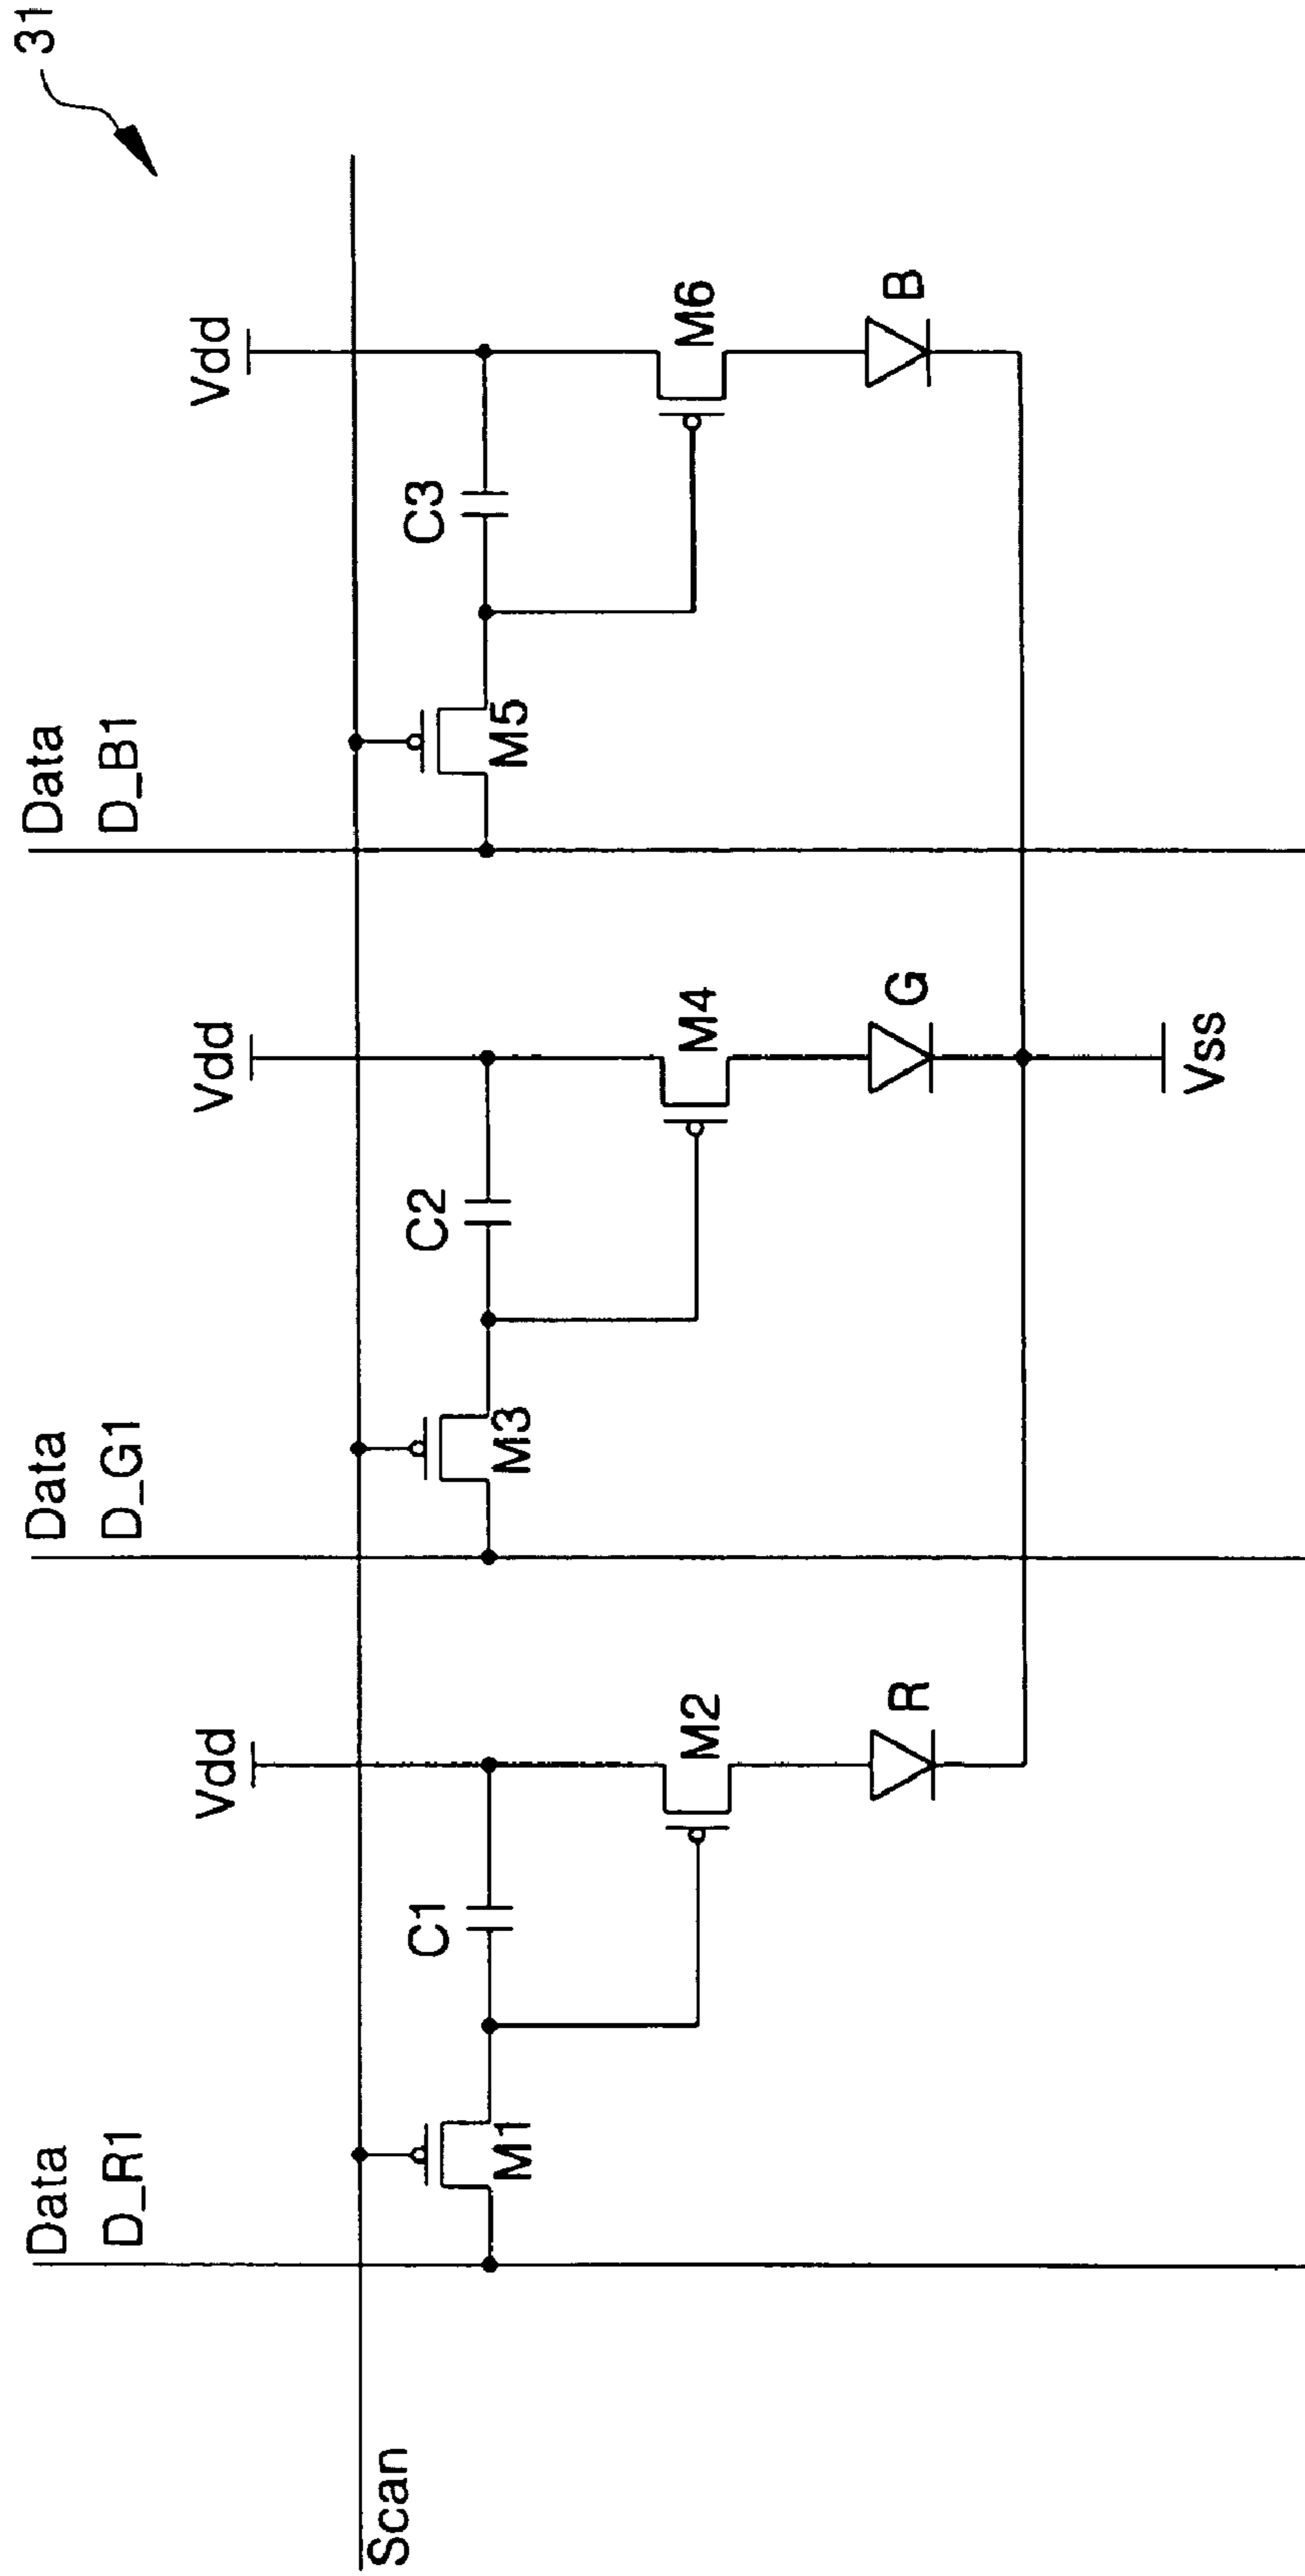 31
Data
D_R1
Data
D_G1
Data
D_B1
Vdd
Vdd
Vdd
Scan
C1
C2
C3
M1
M3
M5
M2
M4
M6
R
G
B
Vss